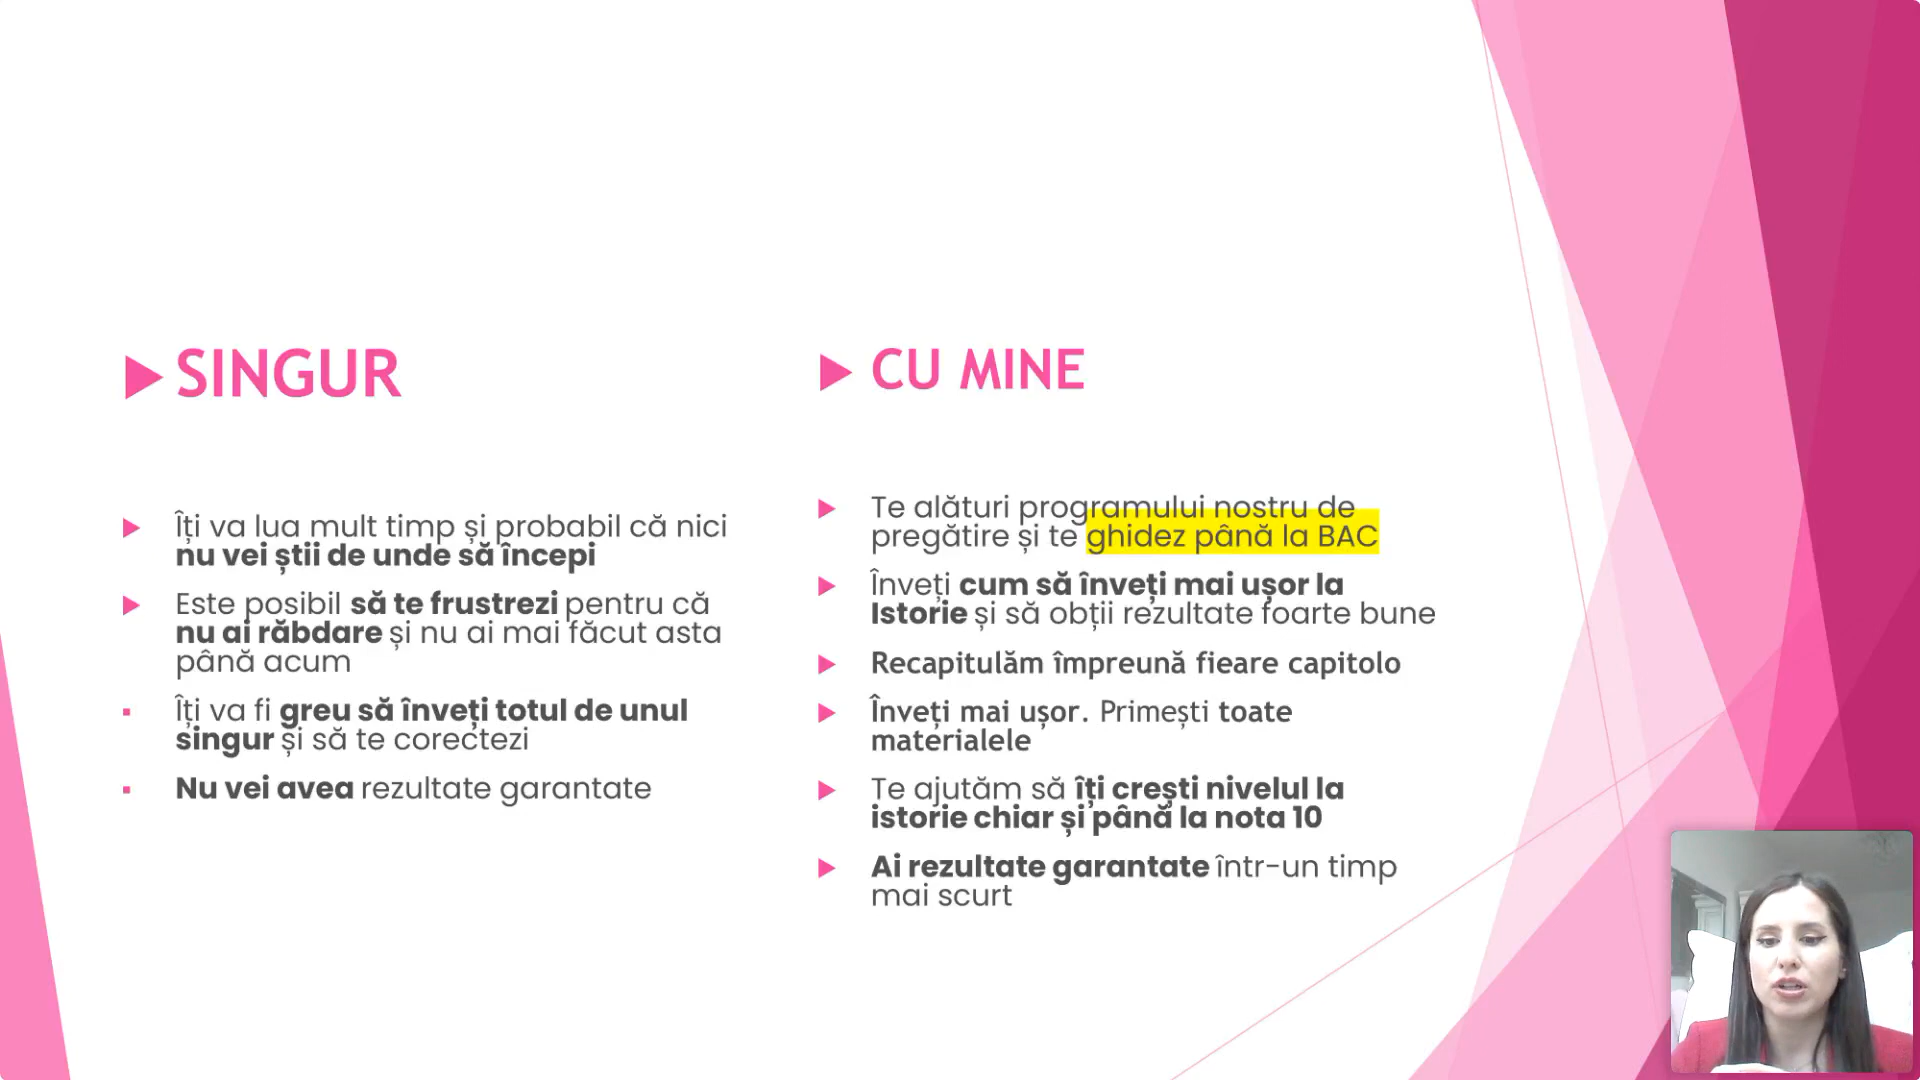 SINGUR
Îți va lua mult timp și probabil că nici
nu vei știi de unde să începi
Este posibil să te frustrezi pentru că
nu ai răbdare și nu ai mai făcut asta
până acum
Îți va fi greu să înveți totul de unul
singur și să te corectezi
Nu vei avea rezultate garantate
CU MINE
Te alături programului nostru de
pregătire și te ghidez până la BAC
Înveți cum să înveți mai ușor la
Istorie și să obții rezultate foarte bune
Recapitulăm împreună fieare capitolo
Înveți mai ușor. Primești toate
materialele
Te ajutăm să îți crești nivelul la
istorie chiar și până la nota 10
Ai rezultate garantate într-un timp
mai scurt